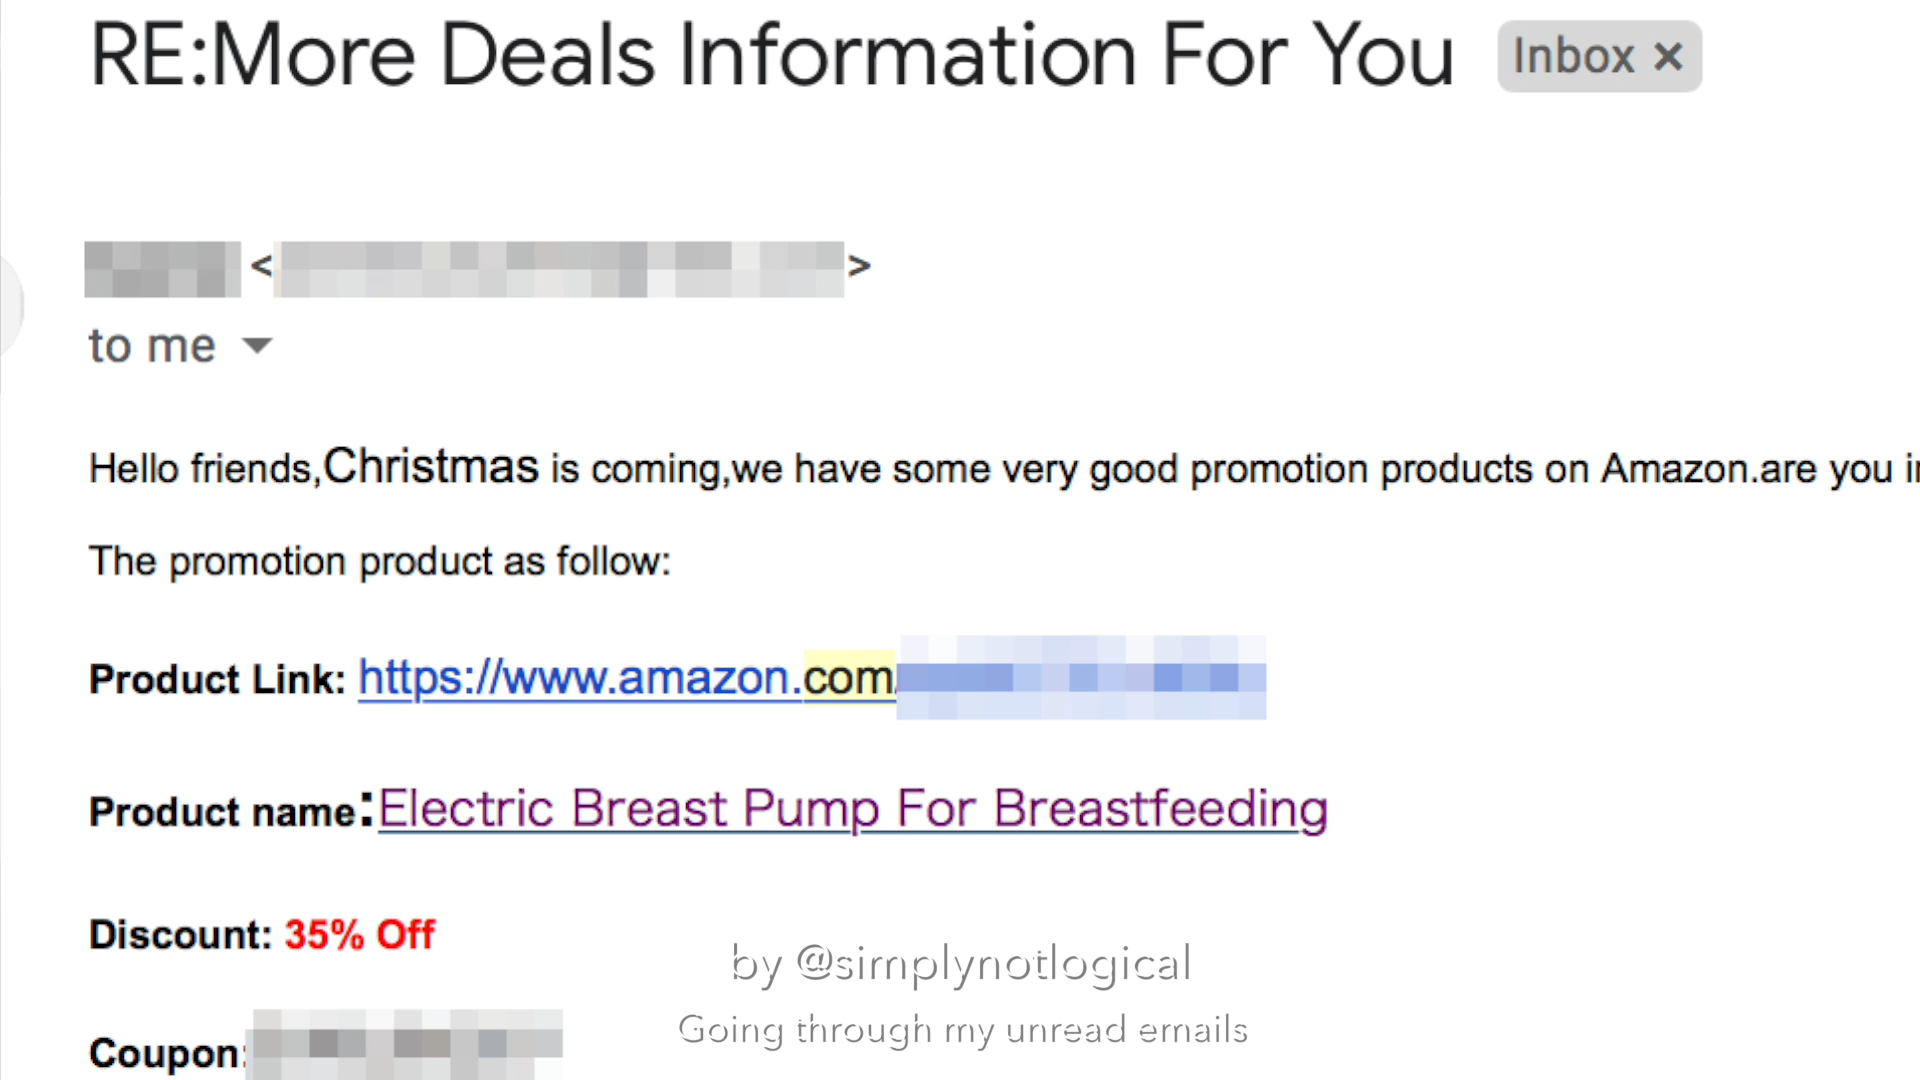 RE:More Deals Information For You Inbox ×
< >
to me
Hello friends,Christmas is coming,we have some very good promotion products on Amazon.are you
The promotion product as follow:
Product Link: https://www.amazon.com/
Product name:Electric Breast Pump For Breastfeeding
Discount: 35% Off
by @simplynotlogical
Going through my unread emails
Coupon: